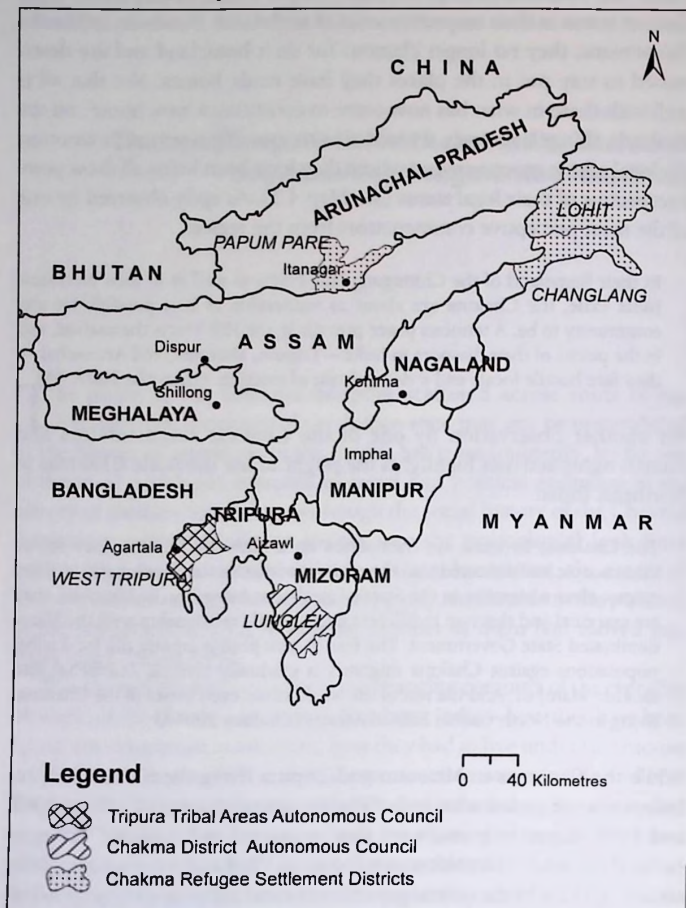 N
CHINA
ARUNACHAL PRADESH
LOHIT
PAPUM PARE
Itanagar
BHUTAN
CHANGLANG
ASSAM
Dispur
NAGALAND
Shillong
Kohima
MEGHALAYA
Imphal
BANGLADESH
MANIPUR
TRIPURA
MYANMAR
Agartala
Aizawl
WEST TRIPURA
MIZORAM
LUNGLEI
Legend
0 40 Kilometres
Tripura Tribal Areas Autonomous Council
Chakma District Autonomous Council
Chakma Refugee Settlement Districts